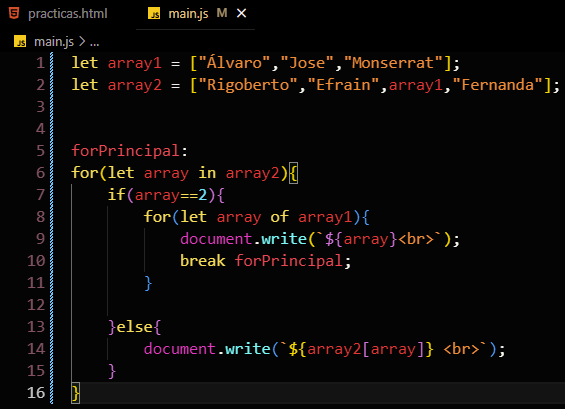 practicas.html JS main.js M ×
JS main.js > ...
1 let array1 = ["Álvaro","Jose","Monserrat"];
2 let array2 = ["Rigoberto","Efrain",array1,"Fernanda"];
3
4
5 forPrincipal:
6 for(let array in array2){
7     if(array==2){
8         for(let array of array1){
9             document.write(`${array}<br>`);
10             break forPrincipal;
11         }
12
13     }else{
14         document.write(`${array2[array]} <br>`);
15     }
16 }